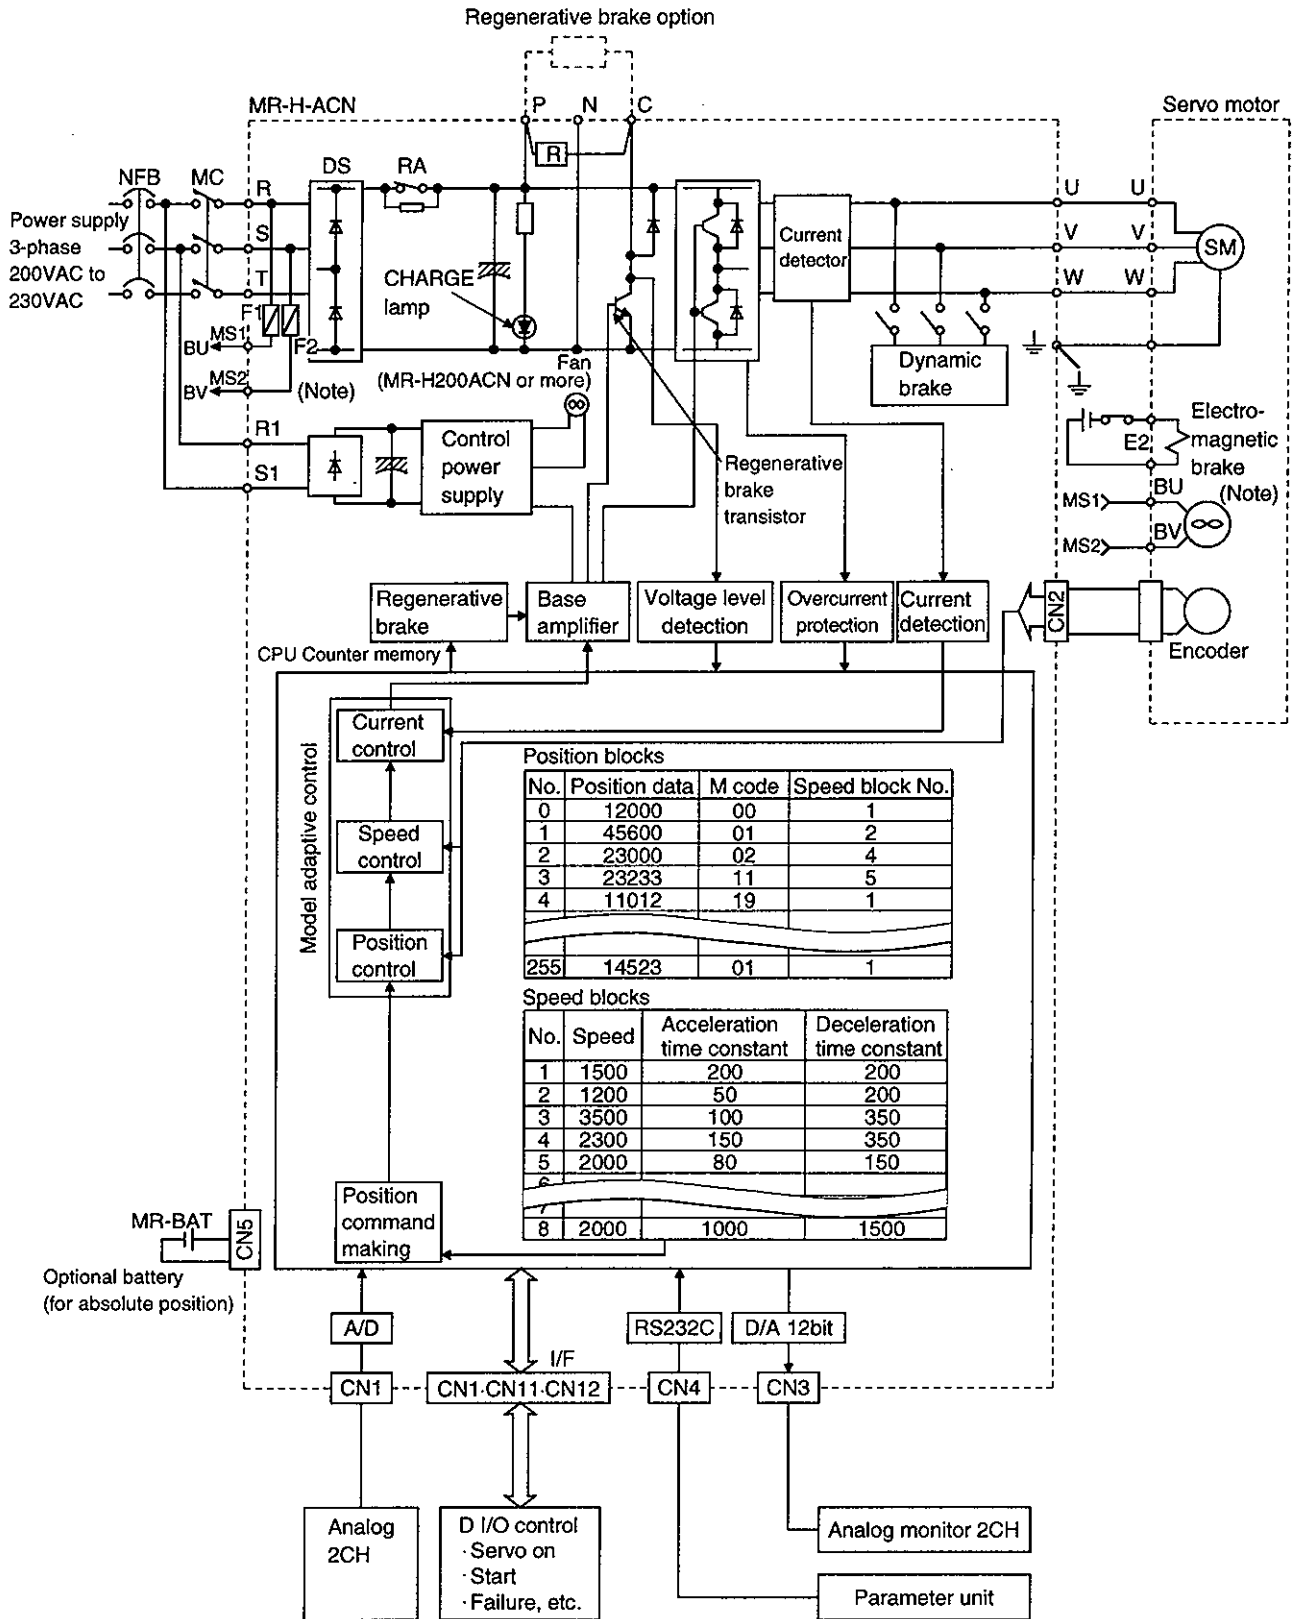 Regenerative brake option
MR-H-ACN
P N C
Servo motor
R
NFB MC R DS RA
U U
Power supply
3-phase
200VAC to
230VAC
S
T
CHARGE
lamp
Current
detector
V V
W W
SM
F1
F2
BU MS1
BV MS2
(Note)
Fan
(MR-H200ACN or more)
Dynamic
brake
R1
S1
Control
power
supply
Regenerative
brake
transistor
E2
Electro-
magnetic
brake
(Note)
MS1 BU
MS2 BV
Regenerative
brake
Base
amplifier
Voltage level
detection
Overcurrent
protection
Current
detection
CN2
Encoder
CPU Counter memory
Model adaptive control
Current
control
Speed
control
Position
control
Position blocks
No. Position data M code Speed block No.
0 12000 00 1
1 45600 01 2
2 23000 02 4
3 23233 11 5
4 11012 19 1
255 14523 01 1
Speed blocks
No. Speed Acceleration time constant Deceleration time constant
1 1500 200 200
2 1200 50 200
3 3500 100 350
4 2300 150 350
5 2000 80 150
6
7
8 2000 1000 1500
Position
command
making
MR-BAT
CN5
Optional battery
(for absolute position)
A/D
RS232C
D/A 12bit
I/F
CN1
CN1·CN11·CN12
CN4
CN3
Analog
2CH
D I/O control
·Servo on
·Start
·Failure, etc.
Analog monitor 2CH
Parameter unit